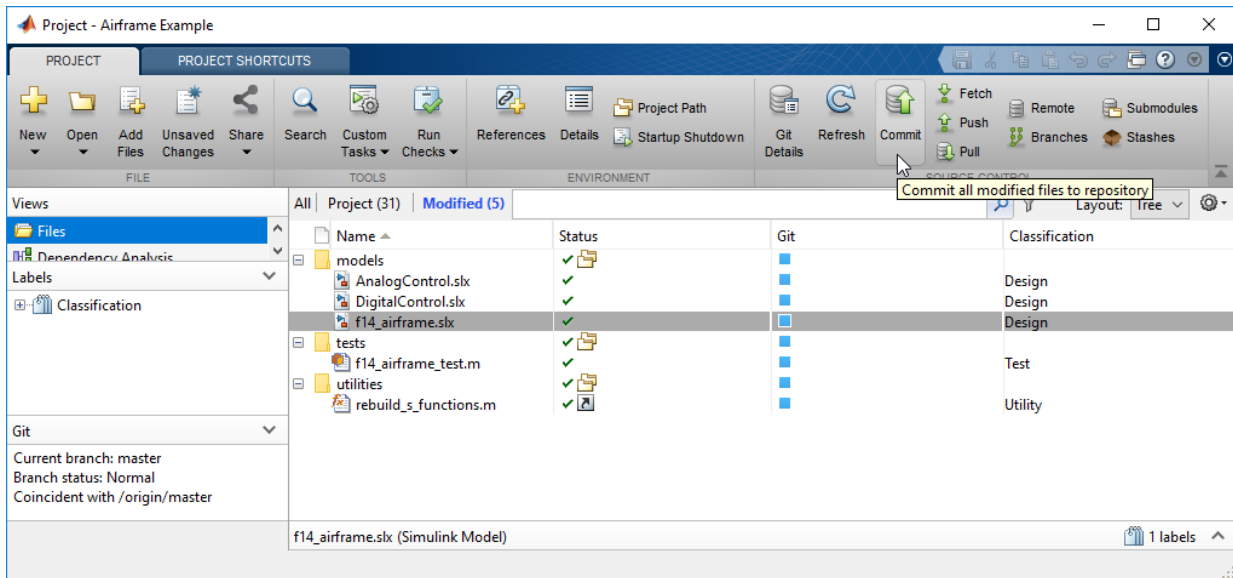 Project - Airframe Example
PROJECT
PROJECT SHORTCUTS
New
Open
Add Files
Unsaved Changes
Share
FILE
Search
Custom Tasks
Run Checks
TOOLS
References
Details
Project Path
Startup Shutdown
ENVIRONMENT
Git Details
Refresh
Commit
Fetch
Push
Pull
Remote
Branches
Submodules
Stashes
SOURCE CONTROL
Commit all modified files to repository
Views
Files
Dependency Analysis
Labels
Classification
Git
Current branch: master
Branch status: Normal
Coincident with /origin/master
All Project (31) Modified (5)
Layout: Tree
Name Status Git Classification
models
AnalogControl.slx Design
DigitalControl.slx Design
f14_airframe.slx Design
tests
f14_airframe_test.m Test
utilities
rebuild_s_functions.m Utility
f14_airframe.slx (Simulink Model)
1 labels